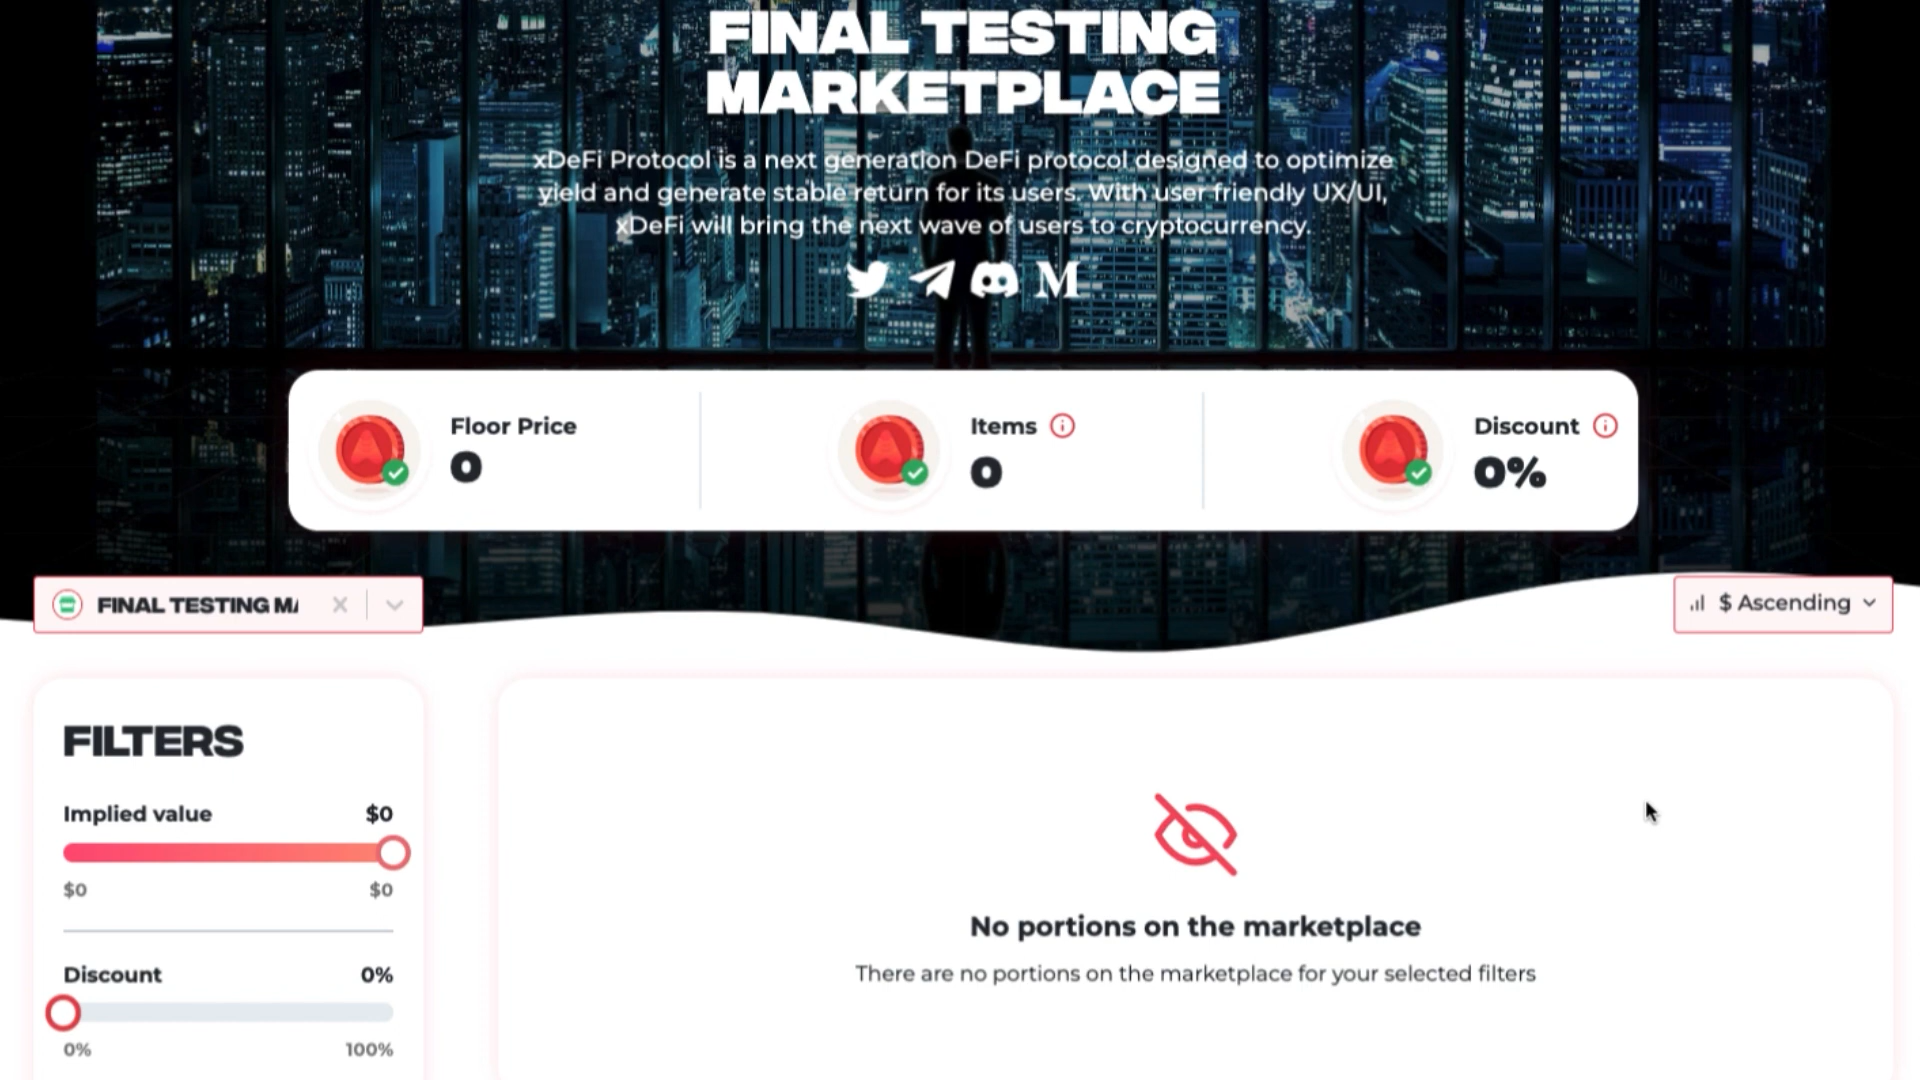 FINAL TESTING
MARKETPLACE
xDeFi Protocol is a next generation DeFi protocol designed to optimize
yield and generate stable return for its users. With user friendly UX/UI,
xDeFi will bring the next wave of users to cryptocurrency.
M
Floor Price
0
Items
0
Discount
0%
FINAL TESTING MA
$ Ascending
FILTERS
Implied value $0
$0 $0
Discount 0%
0% 100%
No portions on the marketplace
There are no portions on the marketplace for your selected filters